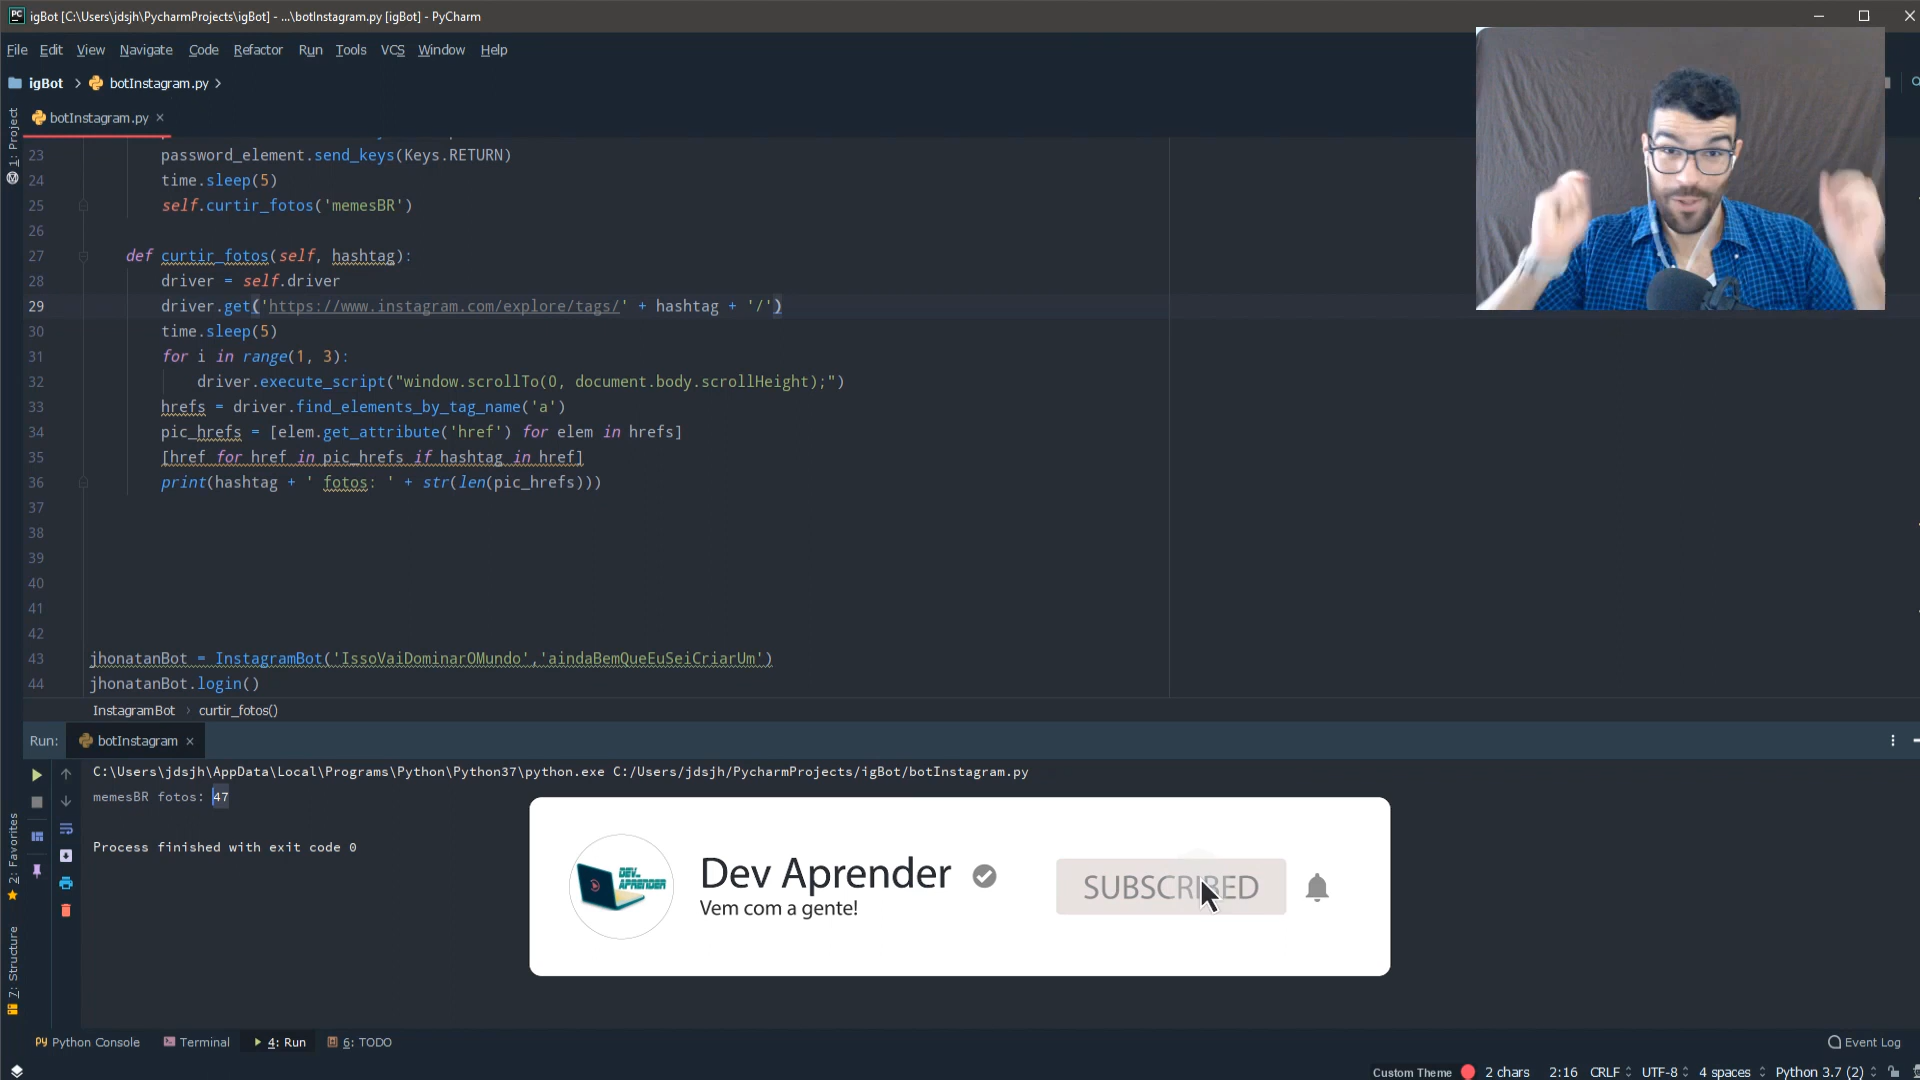 igBot [C:\Users\jdsjh\PycharmProjects\igBot] - ...\botInstagram.py [igBot] - PyCharm
File Edit View Navigate Code Refactor Run Tools VCS Window Help
igBot botInstagram.py
botInstagram.py
1: Project
23 password_element.send_keys(Keys.RETURN)
24 time.sleep(5)
25 self.curtir_fotos('memesBR')
26
27 def curtir_fotos(self, hashtag):
28 driver = self.driver
29 driver.get('https://www.instagram.com/explore/tags/' + hashtag + '/')
30 time.sleep(5)
31 for i in range(1, 3):
32 driver.execute_script("window.scrollTo(0, document.body.scrollHeight);")
33 hrefs = driver.find_elements_by_tag_name('a')
34 pic_hrefs = [elem.get_attribute('href') for elem in hrefs]
35 [href for href in pic_hrefs if hashtag in href]
36 print(hashtag + ' fotos: ' + str(len(pic_hrefs)))
37
38
39
40
41
42
43 jhonatanBot = InstagramBot('IssoVaiDominarOMundo','aindaBemQueEuSeiCriarUm')
44 jhonatanBot.login()
InstagramBot › curtir_fotos()
Run: botInstagram
C:\Users\jdsjh\AppData\Local\Programs\Python\Python37\python.exe C:/Users/jdsjh/PycharmProjects/igBot/botInstagram.py
memesBR fotos: 47
Process finished with exit code 0
2: Favorites
7: Structure
DEV_
APRENDER
Dev Aprender
Vem com a gente!
SUBSCRIBED
Python Console Terminal 4: Run 6: TODO Event Log
Custom Theme 2 chars 2:16 CRLF UTF-8 4 spaces Python 3.7 (2)